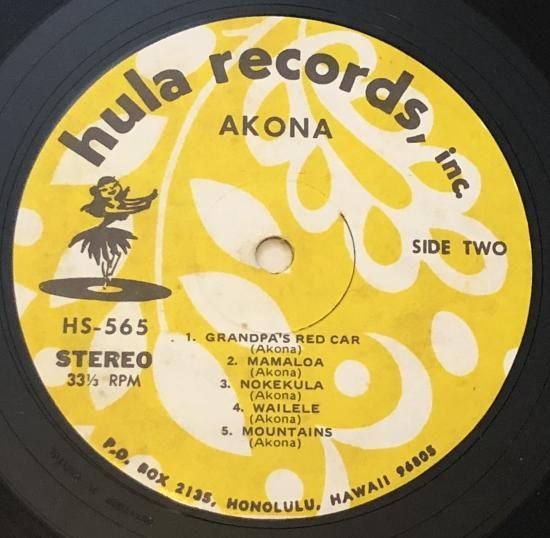 hula records, inc.
AKONA
SIDE TWO
HS-565
STEREO
33⅓ RPM
1. GRANDPA'S RED CAR
(Akona)
2. MAMALOA
(Akona)
3. NOKEKULA
(Akona)
4. WAILELE
(Akona)
5. MOUNTAINS
(Akona)
P.O. BOX 2135, HONOLULU, HAWAII 96805